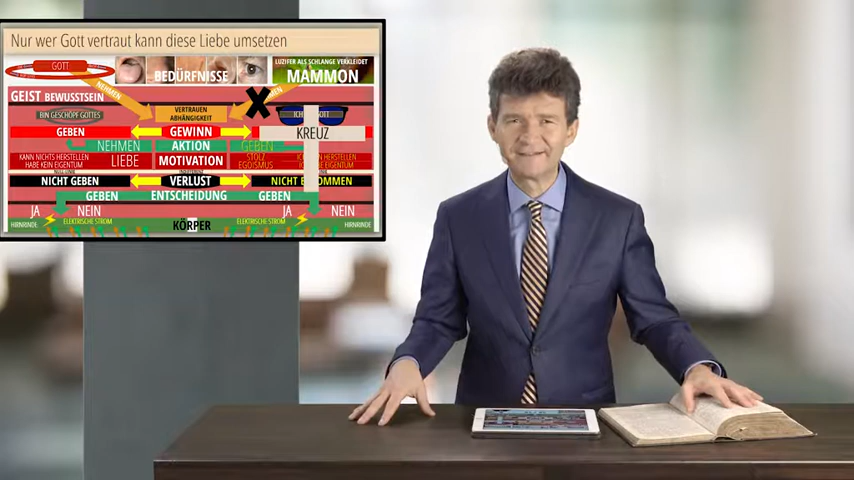 Nur wer Gott vertraut kann diese Liebe umsetzen
GOTT
BEDÜRFNISSE
LUZIFER ALS SCHLANGE VERKLEIDET
MAMMON
NEHMEN
GEIST BEWUSSTSEIN
BIN GESCHÖPF GOTTES
VERTRAUEN
ABHÄNGIGKEIT
GEBEN
GEWINN
KREUZ
NEHMEN
AKTION
GEBEN
KANN NICHTS HERSTELLEN
HABE KEIN EIGENTUM
LIEBE
MOTIVATION
STOLZ
EGOISMUS
NICHT GEBEN
VERLUST
GEBEN
ENTSCHEIDUNG
GEBEN
JA
NEIN
JA
NEIN
HIRNRINDE
ELEKTRISCHE STROM
KÖRPER
ELEKTRISCHE STROM
HIRNRINDE